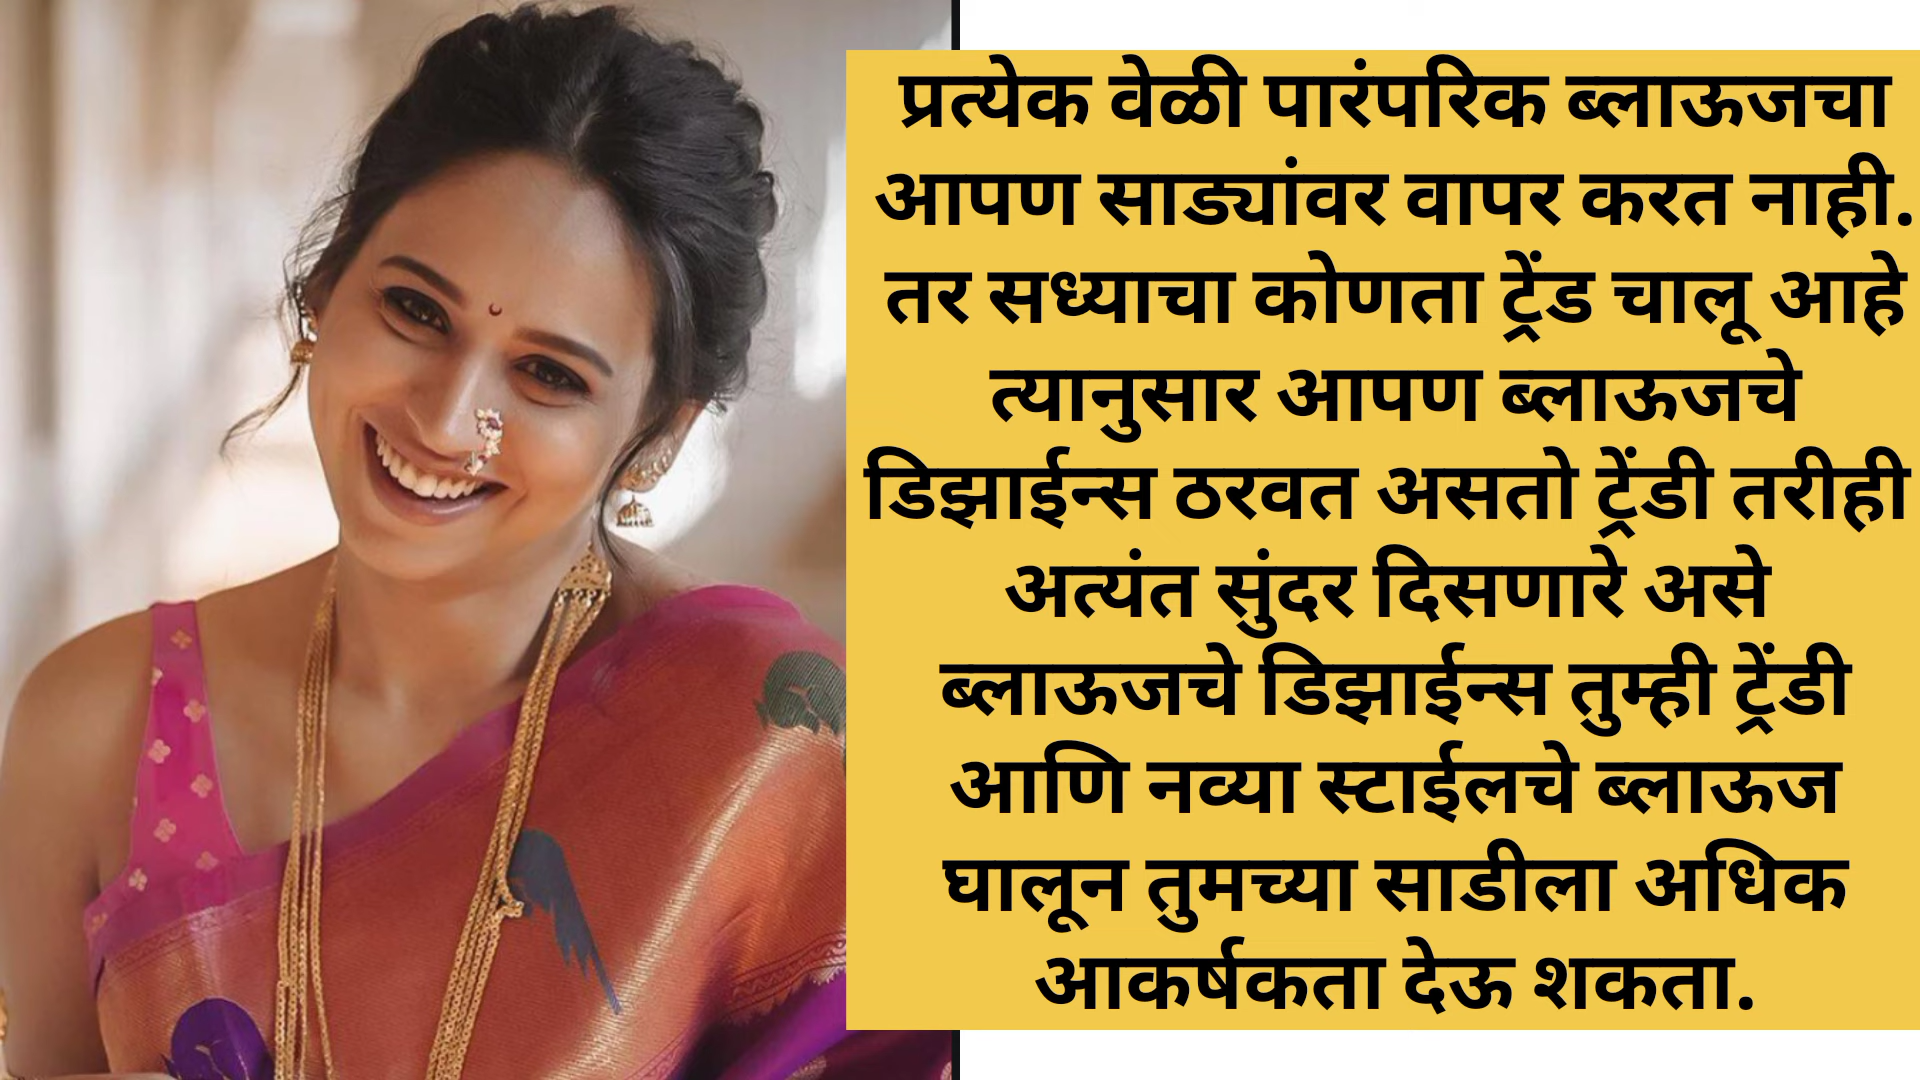 प्रत्येक वेळी पारंपरिक ब्लाऊजचा
आपण साड्यांवर वापर करत नाही.
तर सध्याचा कोणता ट्रेंड चालू आहे
त्यानुसार आपण ब्लाऊजचे
डिझाईन्स ठरवत असतो ट्रेंडी तरीही
अत्यंत सुंदर दिसणारे असे
ब्लाऊजचे डिझाईन्स तुम्ही ट्रेंडी
आणि नव्या स्टाईलचे ब्लाऊज
घालून तुमच्या साडीला अधिक
आकर्षकता देऊ शकता.